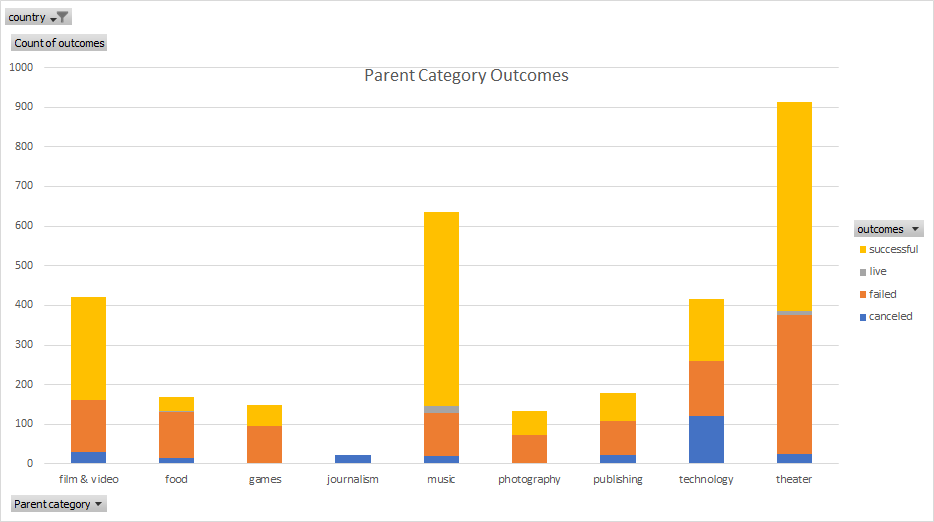 country
Count of outcomes
Parent Category Outcomes
1000
900
800
700
600
500
400
300
200
100
0
film & video food games journalism music photography publishing technology theater
outcomes
successful
live
failed
canceled
Parent category